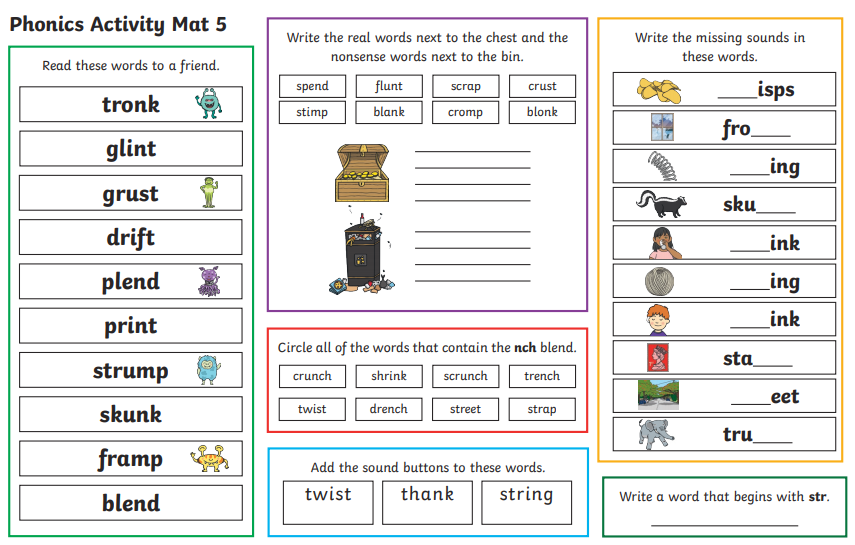 Phonics Activity Mat 5
Read these words to a friend.
tronk
glint
grust
drift
plend
print
strump
skunk
framp
blend
Write the real words next to the chest and the
nonsense words next to the bin.
spend flunt scrap crust
stimp blank cromp blonk
Circle all of the words that contain the nch blend.
crunch shrink scrunch trench
twist drench street strap
Add the sound buttons to these words.
twist thank string
Write the missing sounds in
these words.
____isps
fro____
____ing
sku____
____ink
____ing
____ink
sta____
____eet
tru____
Write a word that begins with str.